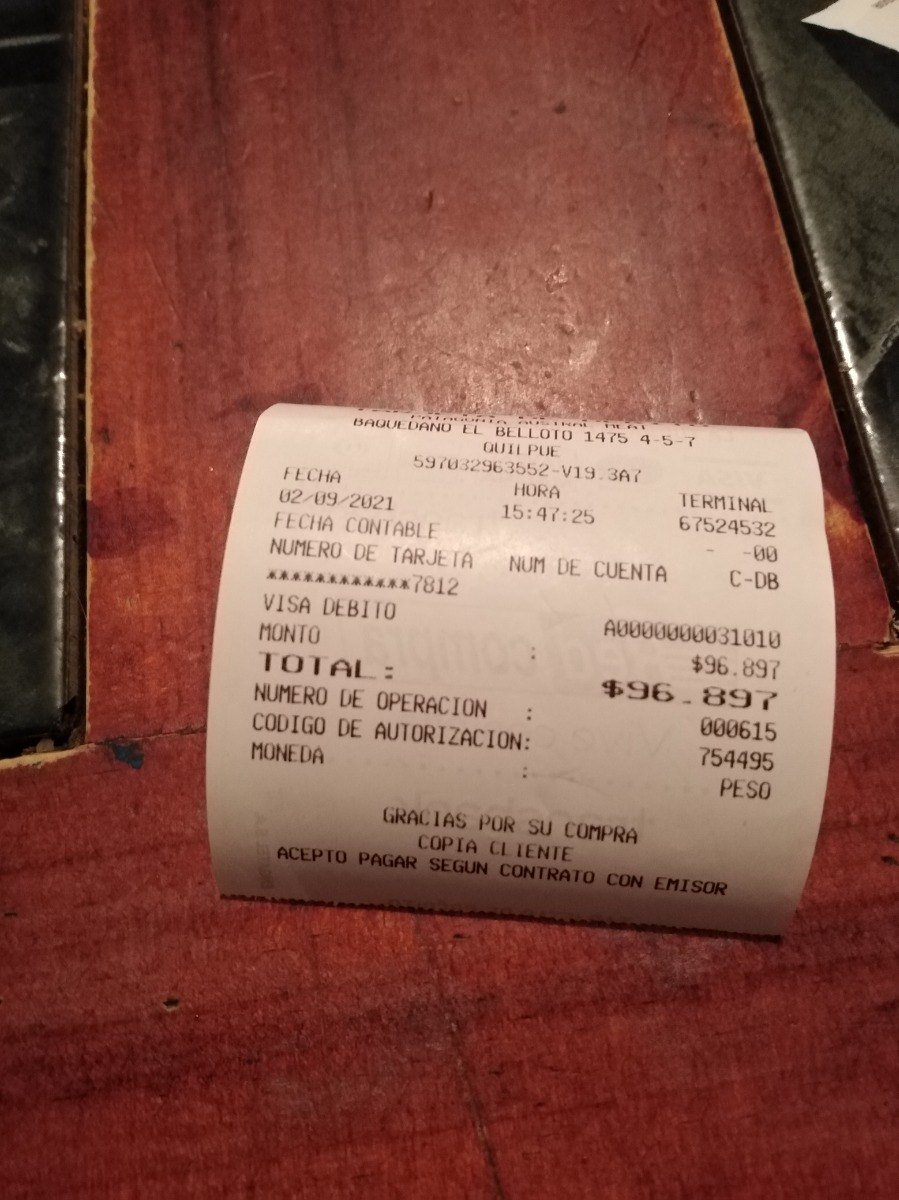 PATAGONIA AUSTRAL MEAT
BAQUEDANO EL BELLOTO 1475 4-5-7
QUILPUE
597032963552-V19.3A7
FECHA HORA TERMINAL
02/09/2021 15:47:25 67524532
FECHA CONTABLE - -00
NUMERO DE TARJETA NUM DE CUENTA C-DB
************7812
VISA DEBITO A0000000031010
MONTO : $96.897
TOTAL: $96.897
NUMERO DE OPERACION : 000615
CODIGO DE AUTORIZACION: 754495
MONEDA : PESO
GRACIAS POR SU COMPRA
COPIA CLIENTE
ACEPTO PAGAR SEGUN CONTRATO CON EMISOR